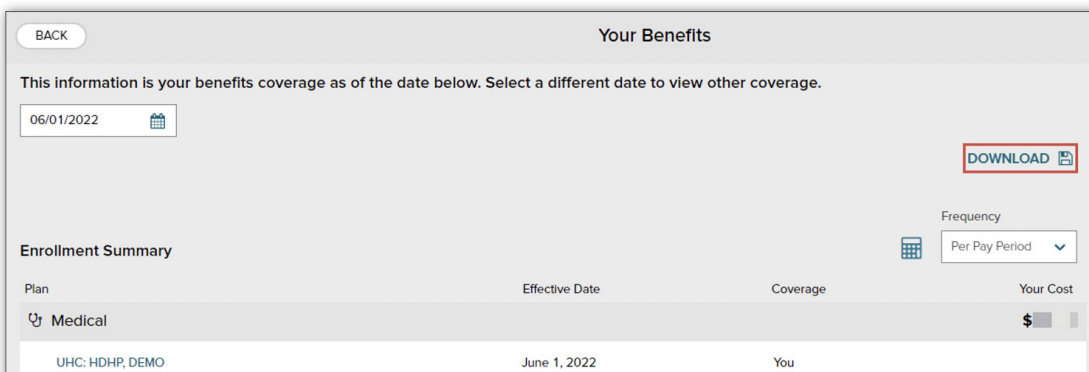 BACK
Your Benefits
This information is your benefits coverage as of the date below. Select a different date to view other coverage.
06/01/2022
DOWNLOAD
Frequency
Enrollment Summary
Per Pay Period
Plan Effective Date Coverage Your Cost
Medical $
UHC: HDHP, DEMO June 1, 2022 You